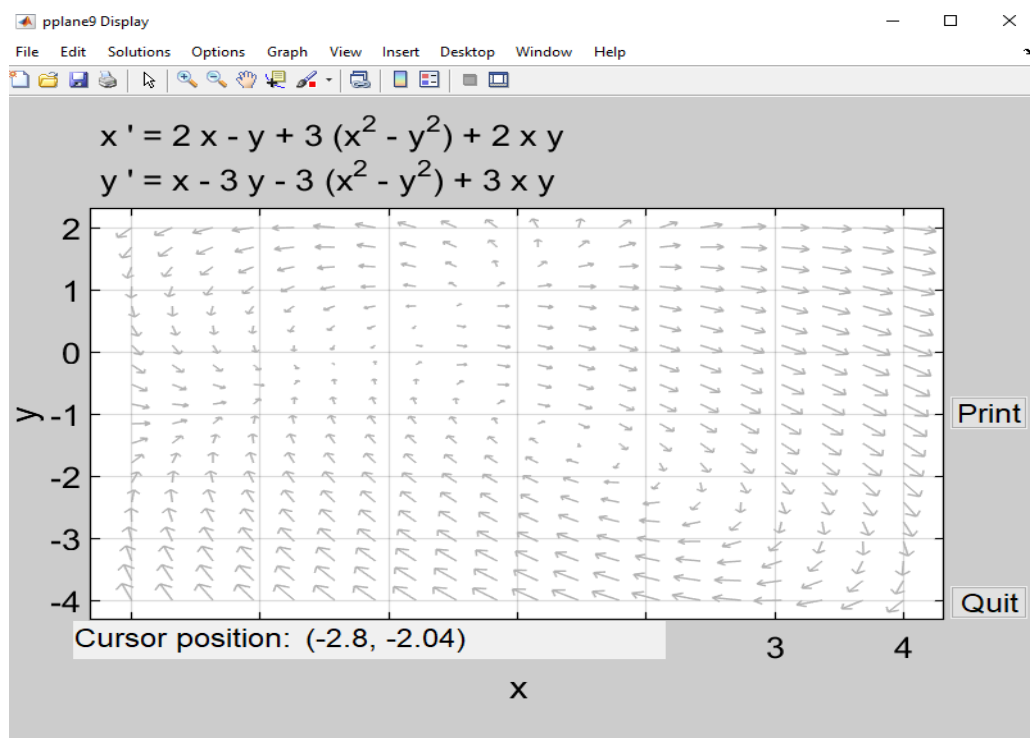 pplane9 Display
File Edit Solutions Options Graph View Insert Desktop Window Help
x ' = 2 x - y + 3 (x² - y²) + 2 x y
y ' = x - 3 y - 3 (x² - y²) + 3 x y
2
1
0
-1
-2
-3
-4
y
Print
Quit
Cursor position: (-2.8, -2.04)
3 4
x